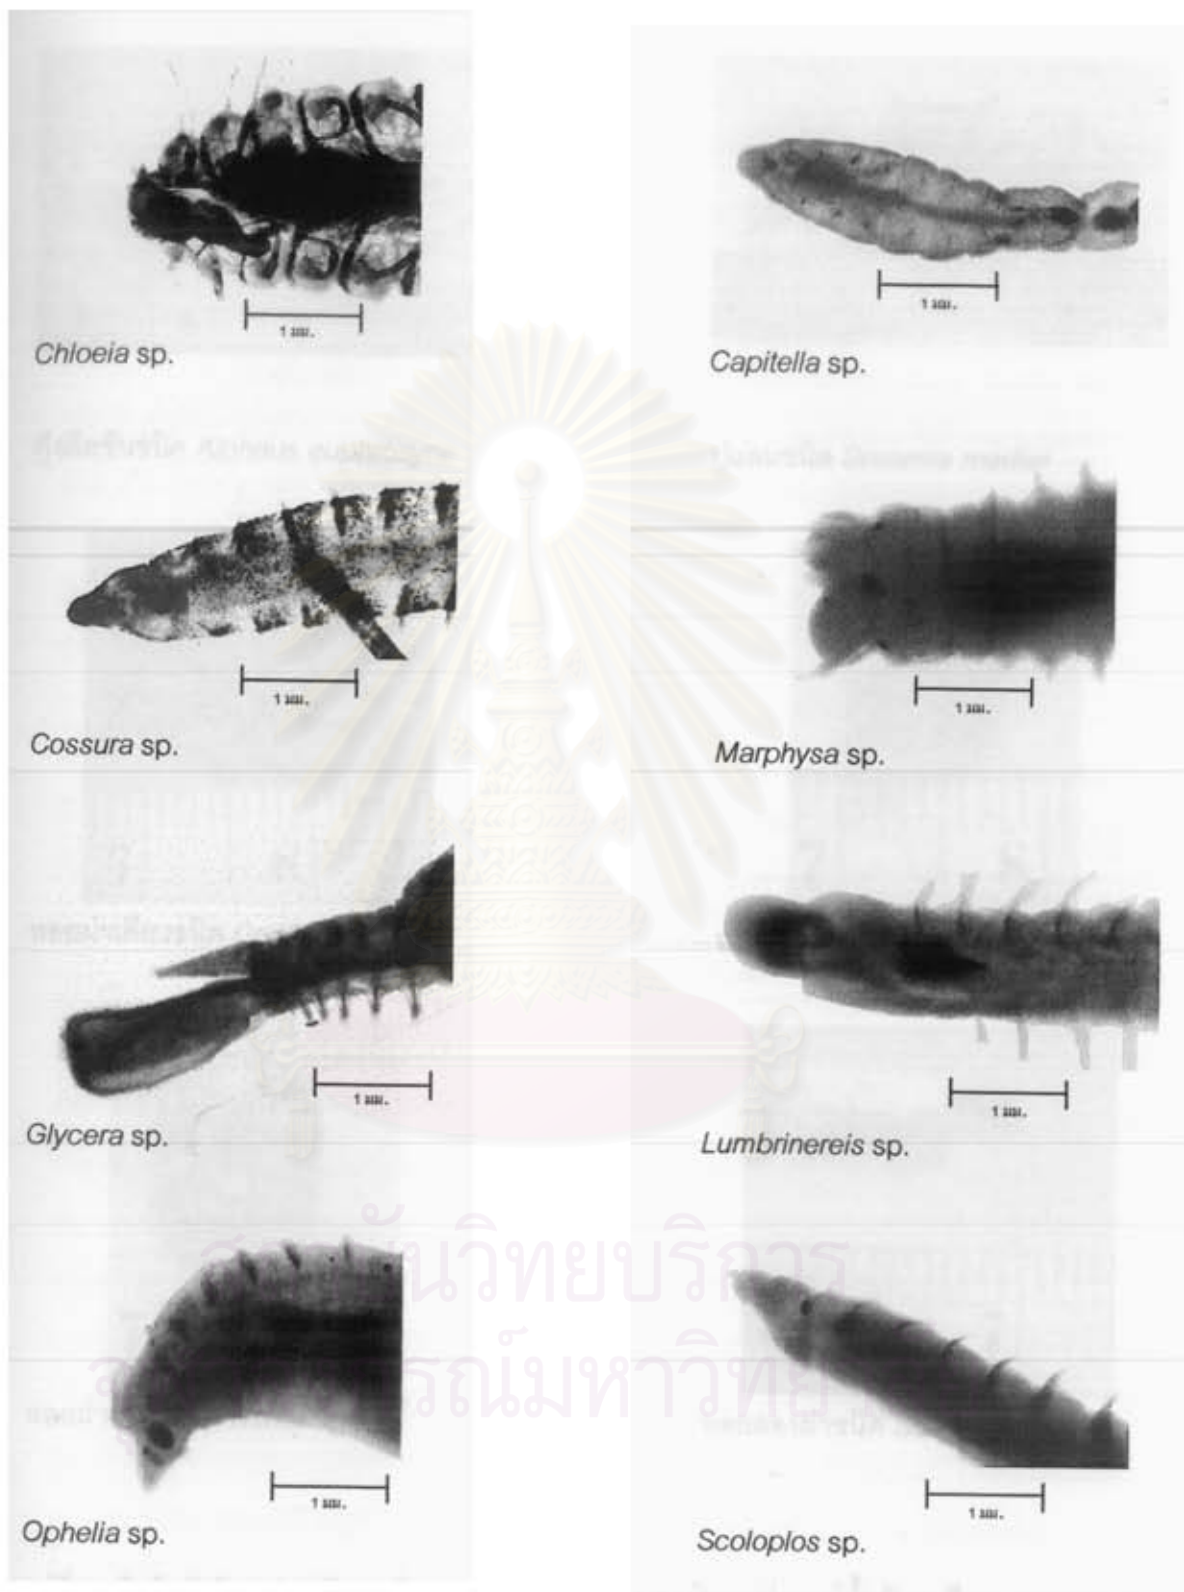 1 มม.
Chloeia sp.
1 มม.
Capitella sp.
1 มม.
Cossura sp.
1 มม.
Marphysa sp.
1 มม.
Glycera sp.
1 มม.
Lumbrinereis sp.
1 มม.
Ophelia sp.
1 มม.
Scoloplos sp.